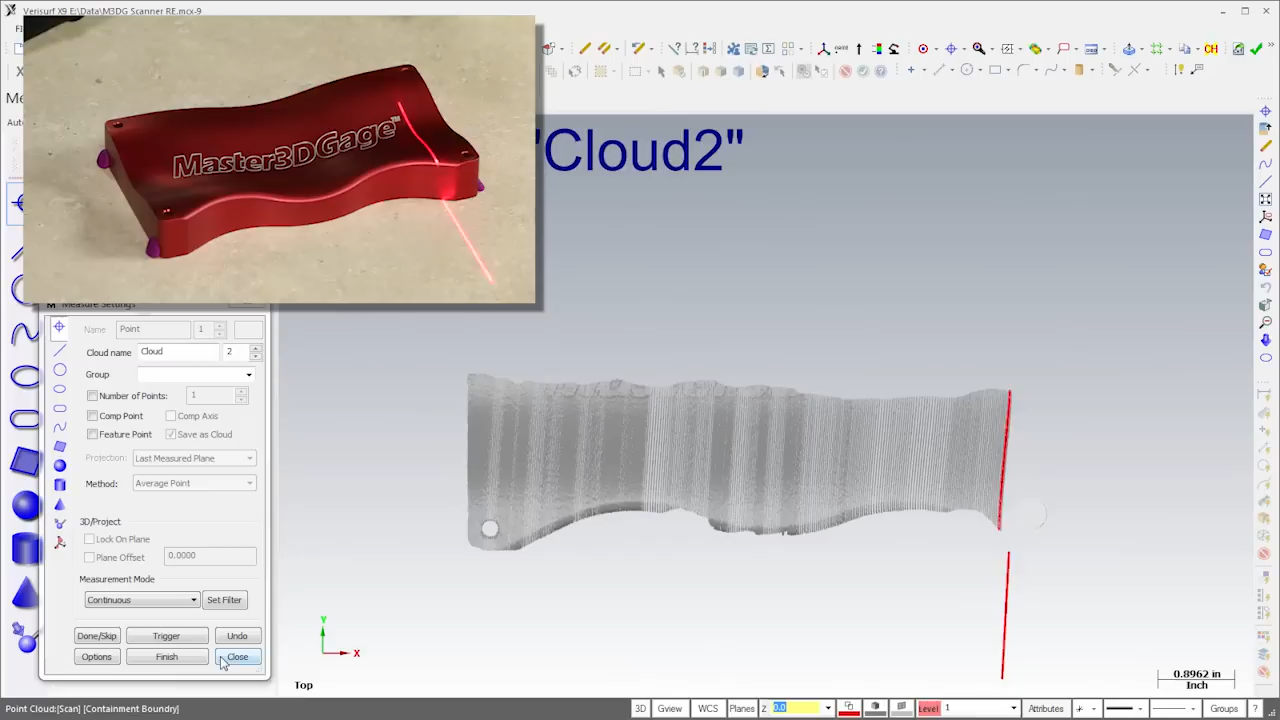 Verisurf X9 E:\Data\M3DG Scanner RE.mcx-9
CH
Master3DGage™
"Cloud2"
Measure Settings
Name Point 1
Cloud name Cloud 2
Group
Number of Points: 1
Comp Point Comp Axis
Feature Point Save as Cloud
Projection: Last Measured Plane
Method: Average Point
3D/Project
Lock On Plane
Plane Offset 0.0000
Measurement Mode
Continuous Set Filter
Done/Skip Trigger Undo
Options Finish Close
Y
X
Top
0.8962 in
Inch
Point Cloud:[Scan] [Containment Boundry]
3D Gview WCS Planes Z 0.0 Level 1 Attributes Groups ?